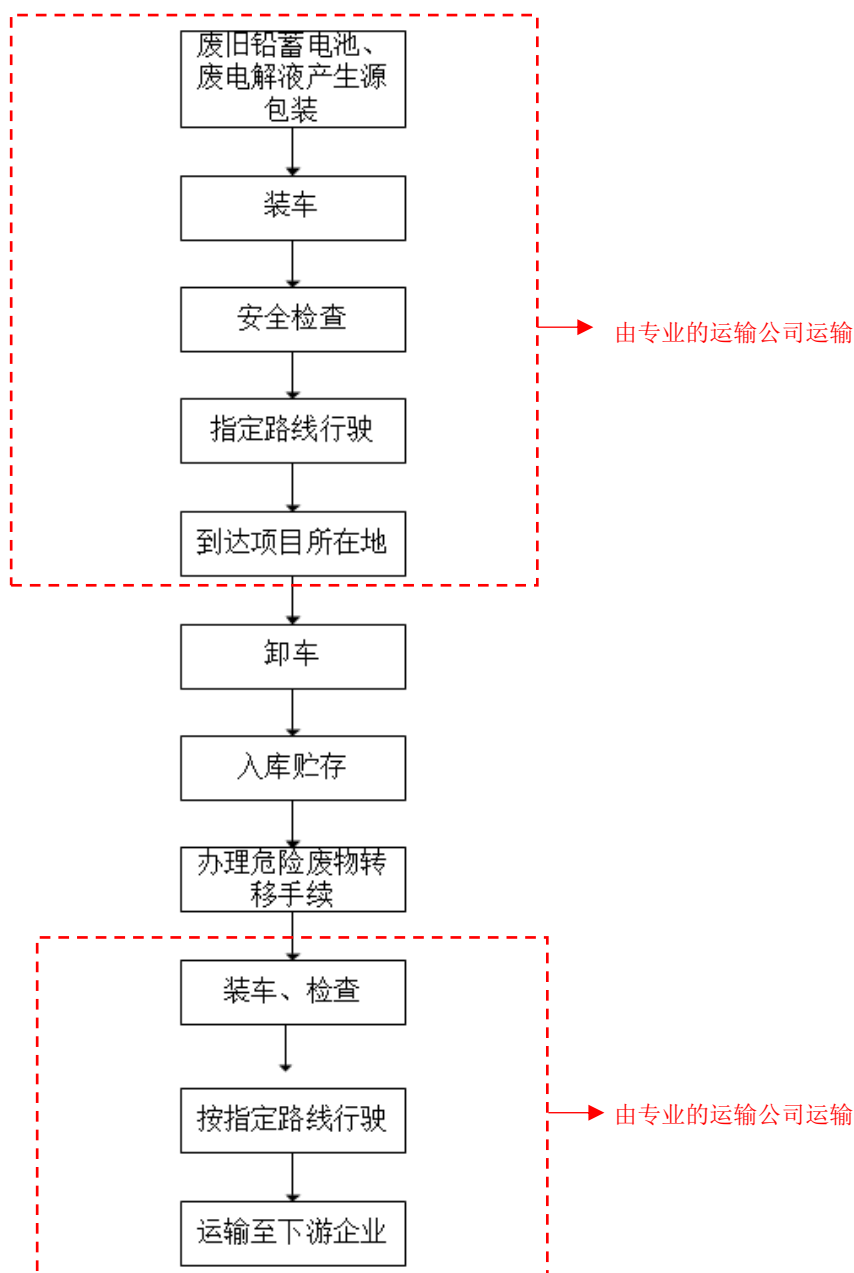 废旧铅蓄电池、
废电解液产生源
包装
装车
安全检查
由专业的运输公司运输
指定路线行驶
到达项目所在地
卸车
入库贮存
办理危险废物转
移手续
装车、检查
按指定路线行驶
由专业的运输公司运输
运输至下游企业